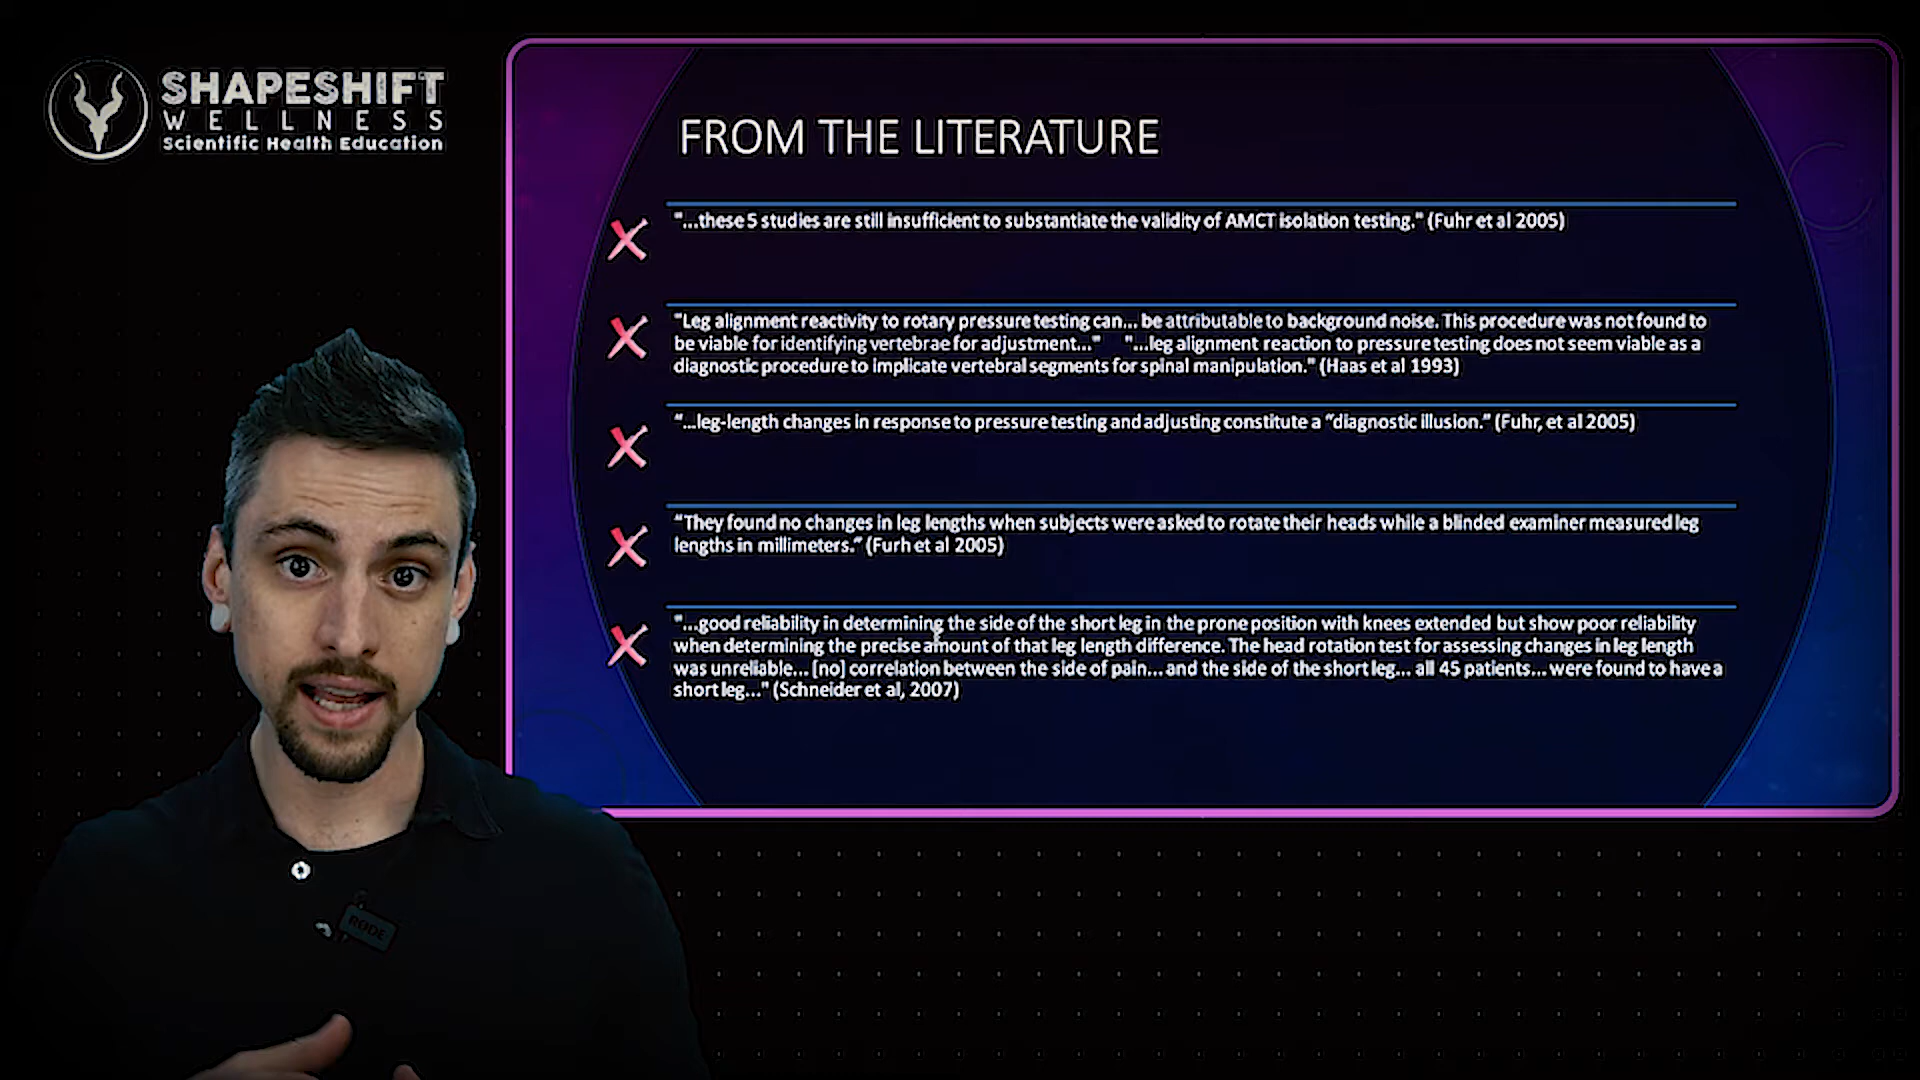 SHAPESHIFT
WELLNESS
Scientific Health Education
FROM THE LITERATURE
"...these 5 studies are still insufficient to substantiate the validity of AMCT isolation testing." (Fuhr et al 2005)
"Leg alignment reactivity to rotary pressure testing can... be attributable to background noise. This procedure was not found to
be viable for identifying vertebrae for adjustment..." "...leg alignment reaction to pressure testing does not seem viable as a
diagnostic procedure to implicate vertebral segments for spinal manipulation." (Haas et al 1993)
"...leg-length changes in response to pressure testing and adjusting constitute a "diagnostic illusion." (Fuhr, et al 2005)
"They found no changes in leg lengths when subjects were asked to rotate their heads while a blinded examiner measured leg
lengths in millimeters." (Furh et al 2005)
"...good reliability in determining the side of the short leg in the prone position with knees extended but show poor reliability
when determining the precise amount of that leg length difference. The head rotation test for assessing changes in leg length
was unreliable... [no] correlation between the side of pain... and the side of the short leg... all 45 patients... were found to have a
short leg..." (Schneider et al, 2007)
RODE